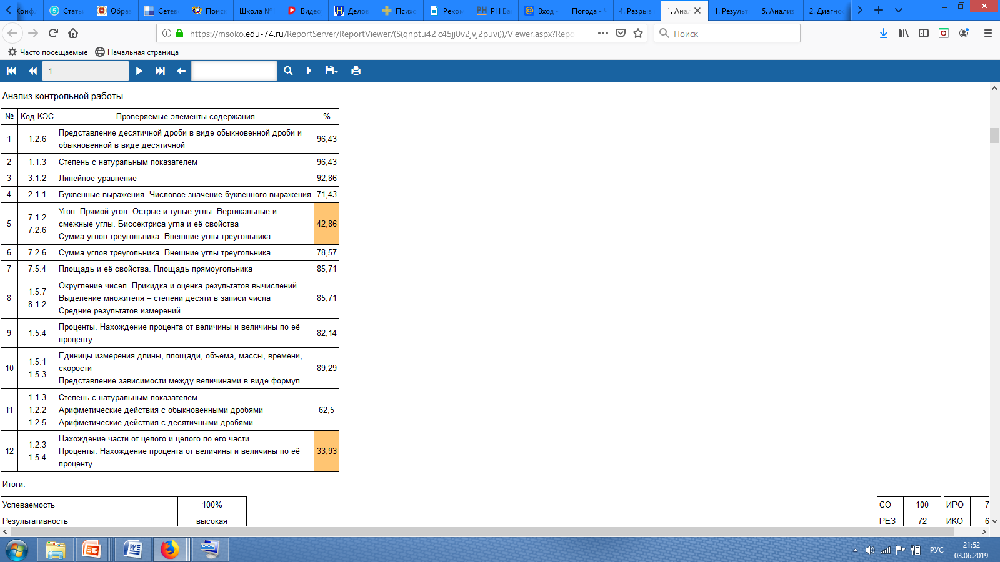 Конфл
Стать
Образ
Сетев
Поиск
Школа №
Видео
Делов
Психо
Реком
РН Ба
Вход -
Погода -
4. Разрыв
1. Анал
1. Результ
5. Анализ
2. Диагно
https://msoko.edu-74.ru/ReportServer/ReportViewer/(S(qnptu42lc45jj0v2jvj2puvi))/Viewer.aspx?Repo
Поиск
Часто посещаемые
Начальная страница
1
Анализ контрольной работы
№ Код КЭС Проверяемые элементы содержания %
1 1.2.6 Представление десятичной дроби в виде обыкновенной дроби и 96,43
обыкновенной в виде десятичной
2 1.1.3 Степень с натуральным показателем 96,43
3 3.1.2 Линейное уравнение 92,86
4 2.1.1 Буквенные выражения. Числовое значение буквенного выражения 71,43
5 7.1.2 Угол. Прямой угол. Острые и тупые углы. Вертикальные и 42,86
7.2.6 смежные углы. Биссектриса угла и её свойства
Сумма углов треугольника. Внешние углы треугольника
6 7.2.6 Сумма углов треугольника. Внешние углы треугольника 78,57
7 7.5.4 Площадь и её свойства. Площадь прямоугольника 85,71
8 1.5.7 Округление чисел. Прикидка и оценка результатов вычислений. 85,71
8.1.2 Выделение множителя – степени десяти в записи числа
Средние результатов измерений
9 1.5.4 Проценты. Нахождение процента от величины и величины по её 82,14
проценту
10 1.5.1 Единицы измерения длины, площади, объёма, массы, времени, 89,29
1.5.3 скорости
Представление зависимости между величинами в виде формул
11 1.1.3 Степень с натуральным показателем 62,5
1.2.2 Арифметические действия с обыкновенными дробями
1.2.5 Арифметические действия с десятичными дробями
12 1.2.3 Нахождение части от целого и целого по его части 33,93
1.5.4 Проценты. Нахождение процента от величины и величины по её
проценту
Итоги:
Успеваемость 100% СО 100 ИРО 7
Результативность высокая РЕЗ 72 ИКО 6
РУС
21:52
03.06.2019